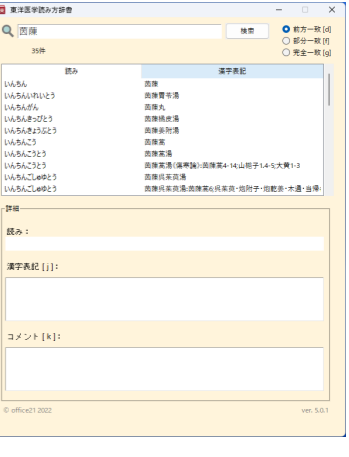 東洋医学読み方辞書
茵蔯
検索
前方一致 [d]
部分一致 [f]
完全一致 [g]
35件
読み 漢字表記
いんちん 茵蔯
いんちんいれいとう 茵蔯胃苓湯
いんちんがん 茵蔯丸
いんちんきっぴとう 茵蔯橘皮湯
いんちんきょうぶとう 茵蔯姜附湯
いんちんこう 茵蔯蒿
いんちんこうとう 茵蔯蒿湯
いんちんこうとう 茵蔯蒿湯(傷寒論):茵蔯蒿4-14;山梔子1.4-5;大黄1-3
いんちんごしゅゆとう 茵蔯呉茱萸湯
いんちんごしゅゆとう 茵蔯呉茱萸湯:茵蔯蒿6;呉茱萸・炮附子・炮乾姜・木通・当帰
詳細
読み：
漢字表記 [j]：
コメント [k]：
© office21 2022 ver. 5.0.1